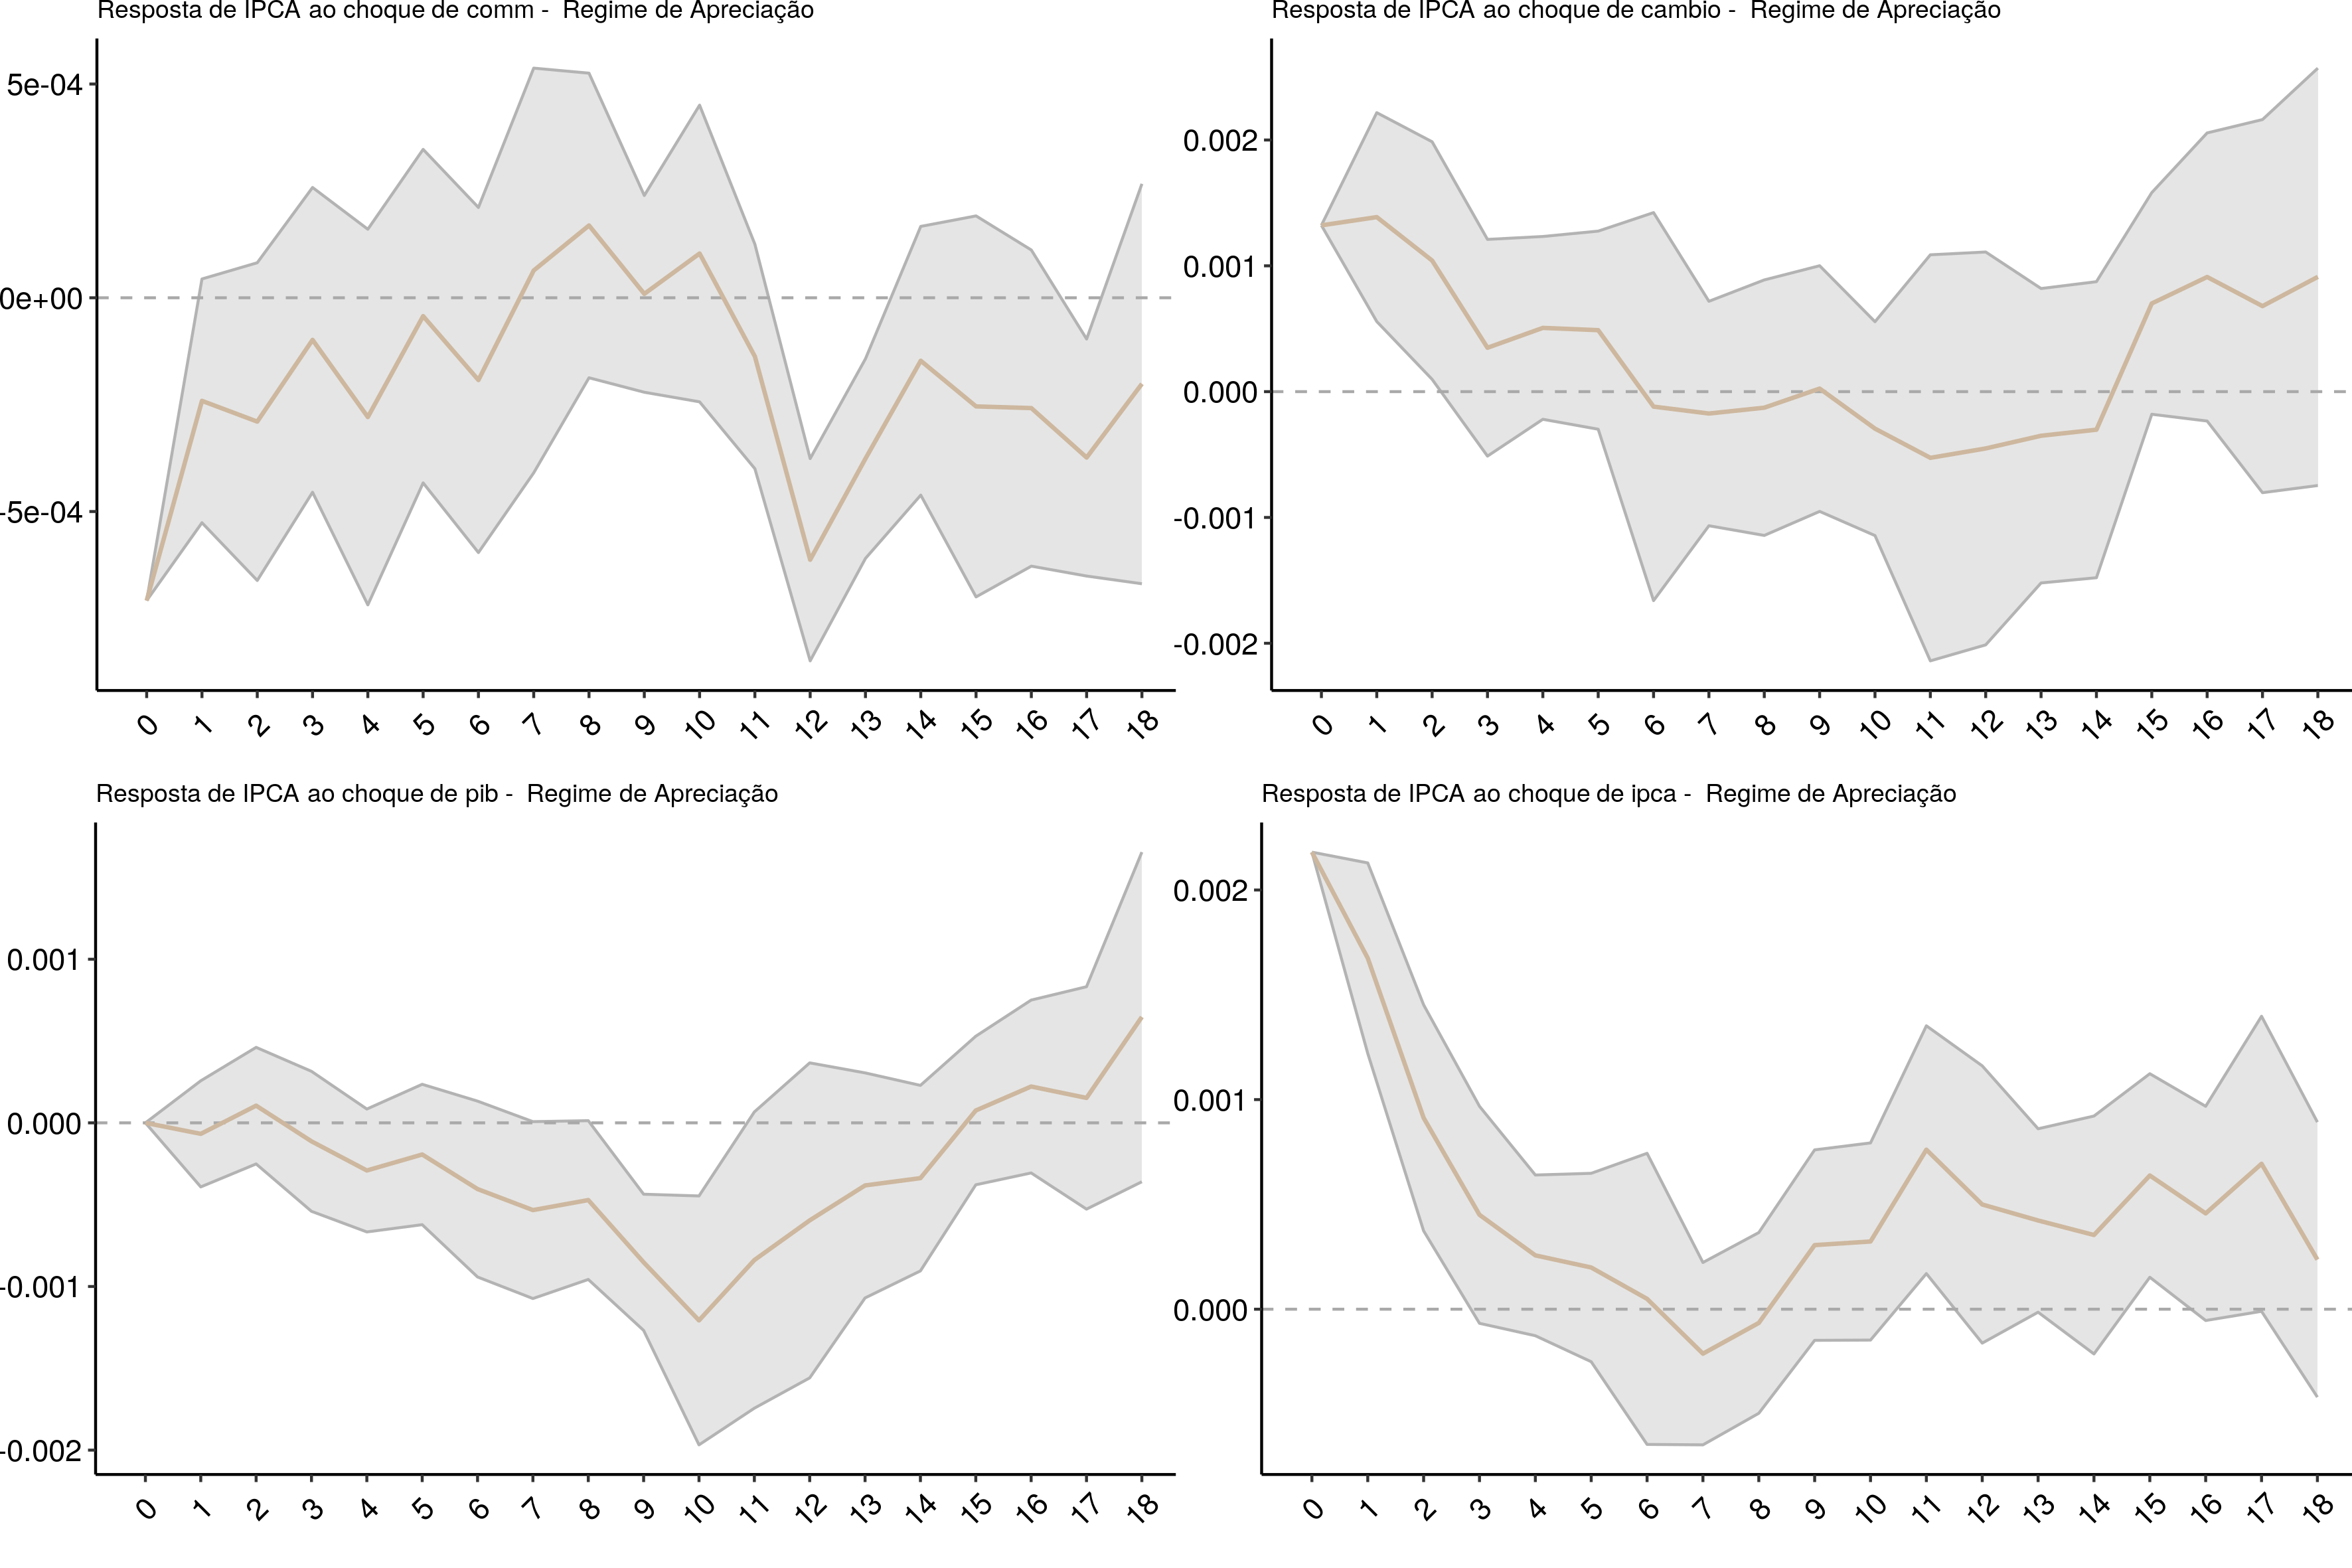 Resposta de IPCA ao choque de comm -  Regime de Apreciação
5e-04
0e+00
-5e-04
0 1 2 3 4 5 6 7 8 9 10 11 12 13 14 15 16 17 18
Resposta de IPCA ao choque de cambio -  Regime de Apreciação
0.002
0.001
0.000
-0.001
-0.002
0 1 2 3 4 5 6 7 8 9 10 11 12 13 14 15 16 17 18
Resposta de IPCA ao choque de pib -  Regime de Apreciação
0.001
0.000
-0.001
-0.002
0 1 2 3 4 5 6 7 8 9 10 11 12 13 14 15 16 17 18
Resposta de IPCA ao choque de ipca -  Regime de Apreciação
0.002
0.001
0.000
0 1 2 3 4 5 6 7 8 9 10 11 12 13 14 15 16 17 18